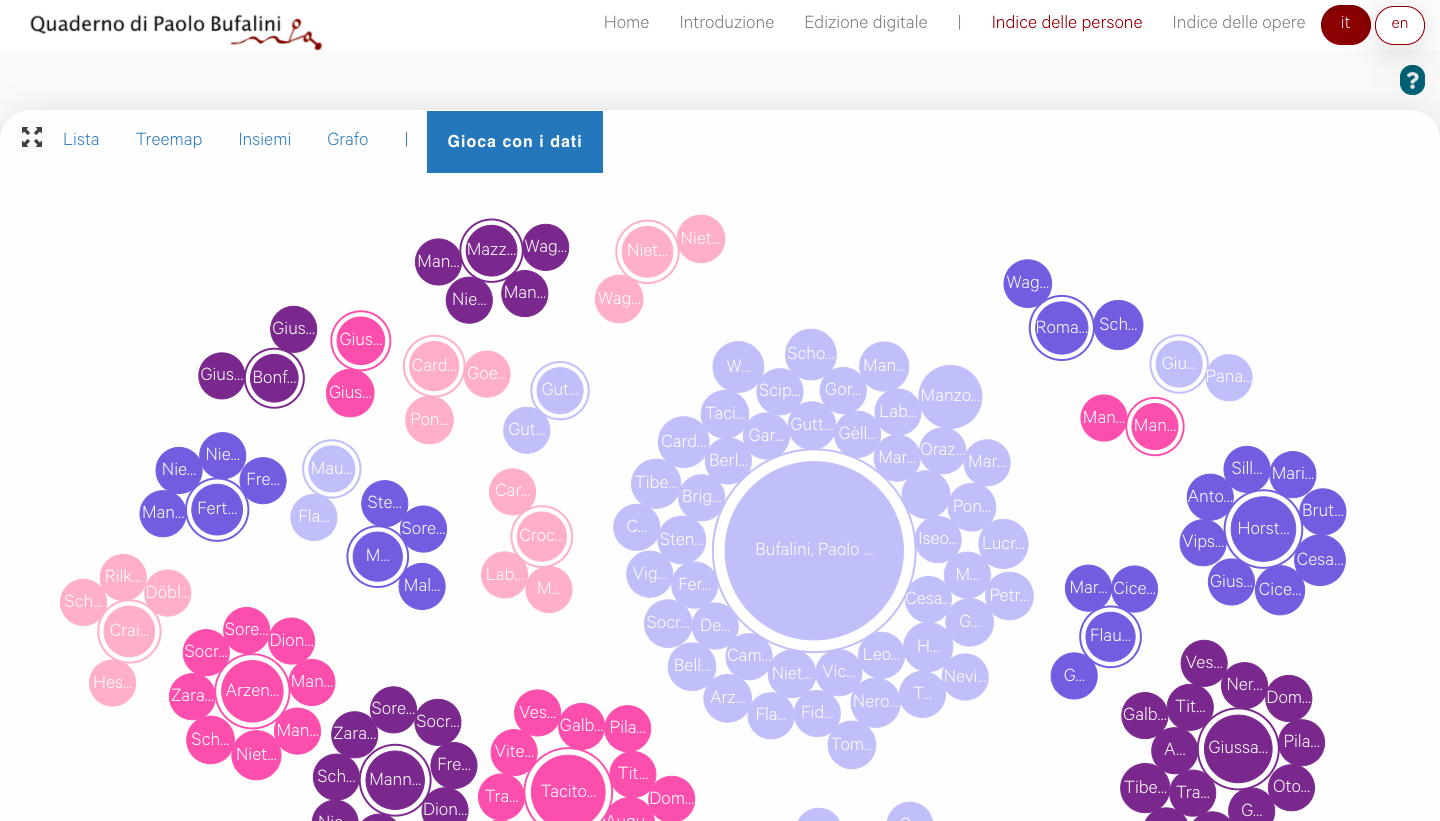 Quaderno di Paolo Bufalini
Home Introduzione Edizione digitale | Indice delle persone Indice delle opere it en
?
Lista Treemap Insiemi Grafo | Gioca con i dati
Man... Mazz... Wag... Nie... Man...
Niet... Niet... Wag...
Wag... Roma... Sch...
Gius... Gius... Bonf...
Gius... Gius...
Card... Goe... Pon...
Gut... Gut...
Giu... Pana...
Man... Man...
Nie... Nie... Fre... Man... Fert...
Mau... Fla...
Ste... Sore... M... Mal...
Car... Croc... Lab... M...
W... Scho... Man... Scip... Gor... Manzo...
Taci... Gar... Gutt... Gèll... Lab...
Card... Berl... Mar... Oraz... Mar...
Tibe... Brig... Pon...
C... Sten... Iseo... Lucr...
Bufalini, Paolo ...
Vig... Fer... M... Cesa... Petr...
Socr... De... G...
Bell... Cam... Niet... Vic... Leo... H... Nevi...
Arz... Fla... Fid... Nero... T...
Tom...
Sill... Mari... Anto... Brut... Horst... Vips... Cesa... Gius... Cice...
Mar... Cice... Flau... G...
Rilk... Sch... Döbl... Crai... Hes...
Sore... Dion... Socr... Arzen... Man... Zara... Sch... Man... Niet...
Sore... Socr... Zara... Fre... Sch... Mann... Dion... Nie...
Ves... Galb... Pila... Vite... Tit... Tra... Tacito... Dom... Augu...
Ves... Ner... Dom... Galb... Tit... A... Giussa... Pila... Tibe... Tra... Oto... G...
C...